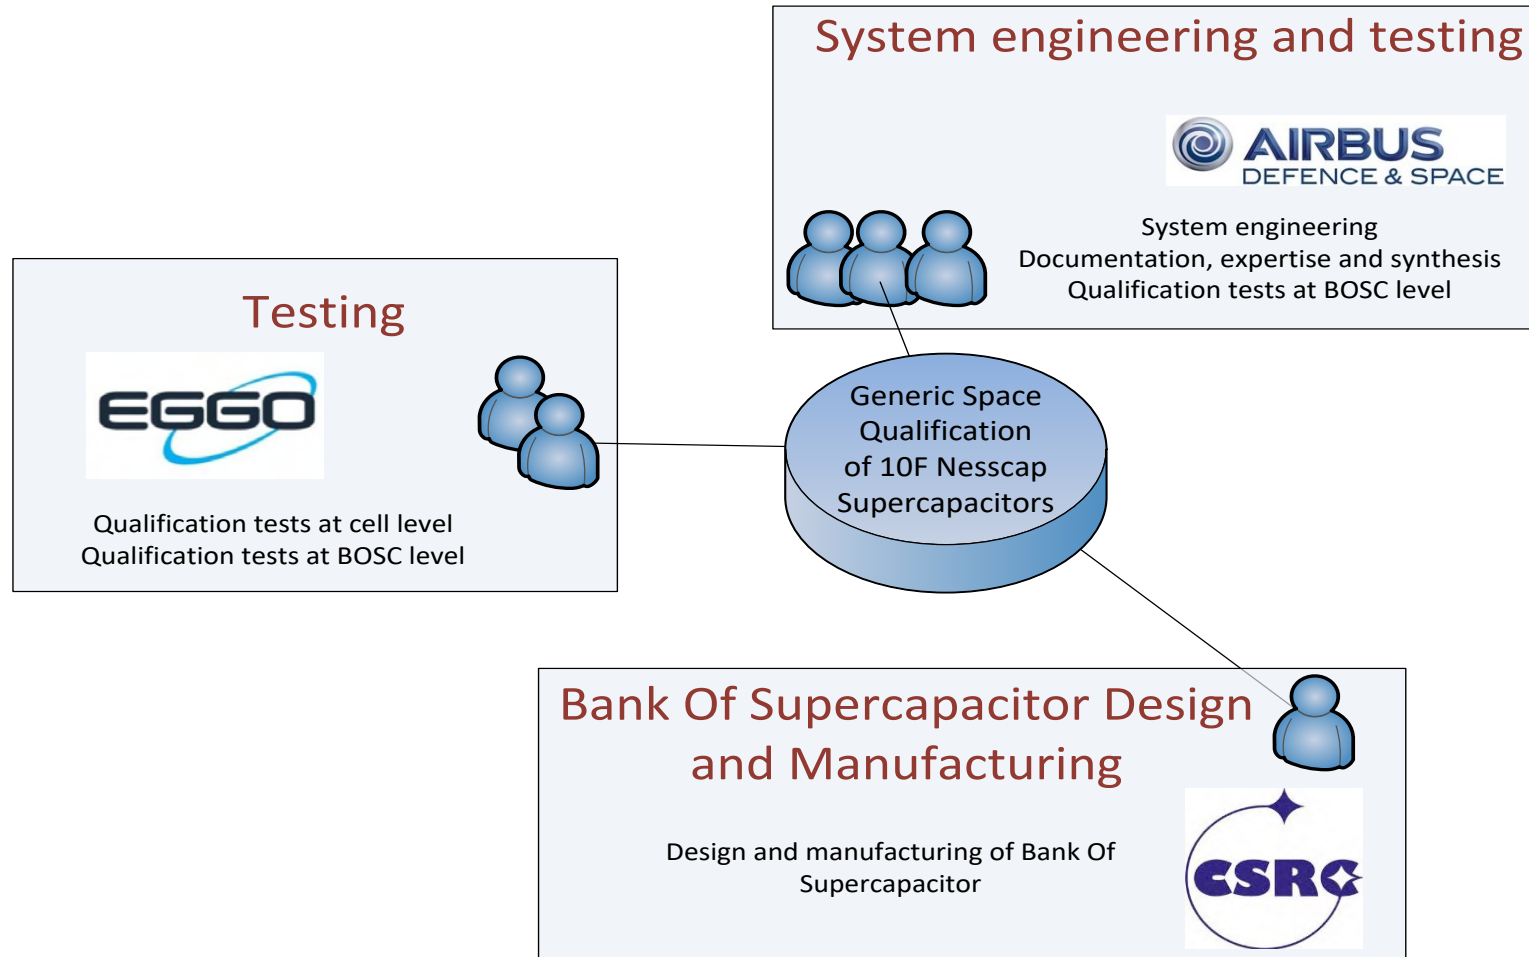 System engineering and testing
AIRBUS
DEFENCE & SPACE
System engineering
Documentation, expertise and synthesis
Qualification tests at BOSC level
Testing
EGGO
Qualification tests at cell level
Qualification tests at BOSC level
Generic Space
Qualification
of 10F Nesscap
Supercapacitors
Bank Of Supercapacitor Design
and Manufacturing
Design and manufacturing of Bank Of
Supercapacitor
CSRC